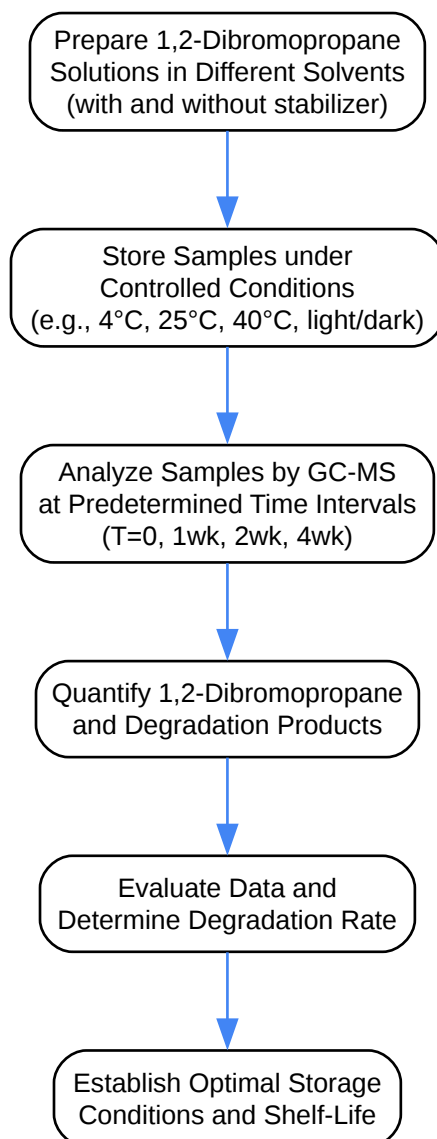 Prepare 1,2-Dibromopropane
Solutions in Different Solvents
(with and without stabilizer)
Store Samples under
Controlled Conditions
(e.g., 4°C, 25°C, 40°C, light/dark)
Analyze Samples by GC-MS
at Predetermined Time Intervals
(T=0, 1wk, 2wk, 4wk)
Quantify 1,2-Dibromopropane
and Degradation Products
Evaluate Data and
Determine Degradation Rate
Establish Optimal Storage
Conditions and Shelf-Life